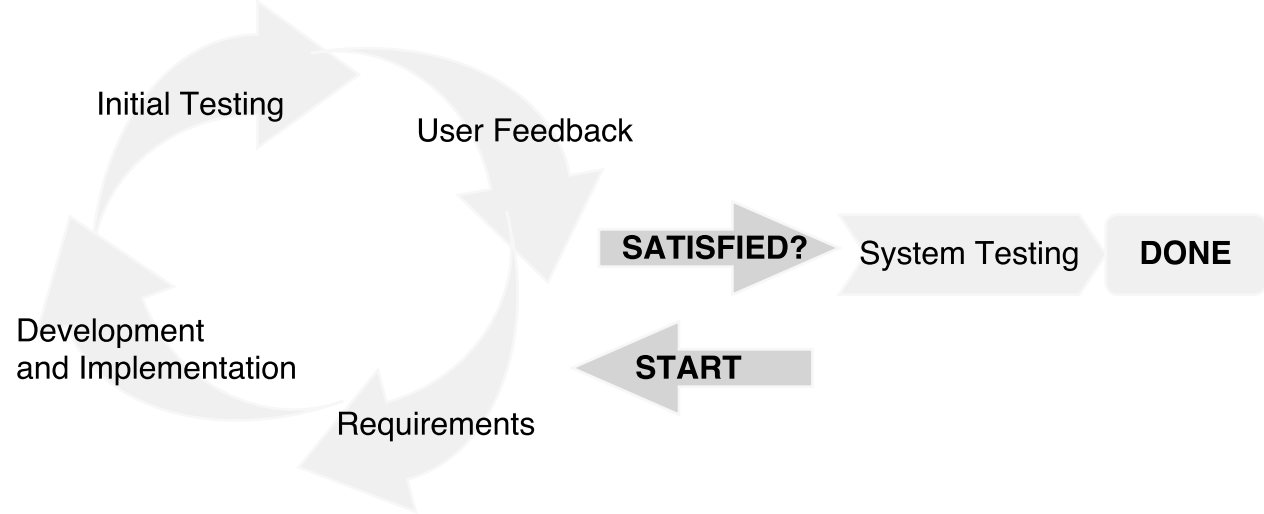 Initial Testing
User Feedback
SATISFIED?
System Testing
DONE
Development
and Implementation
START
Requirements